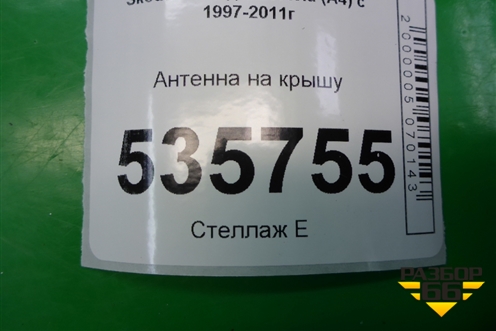 (A4) с
1997-2011г
Антенна на крышу
535755
Стеллаж Е
2000005070143
РАЗБОР
66